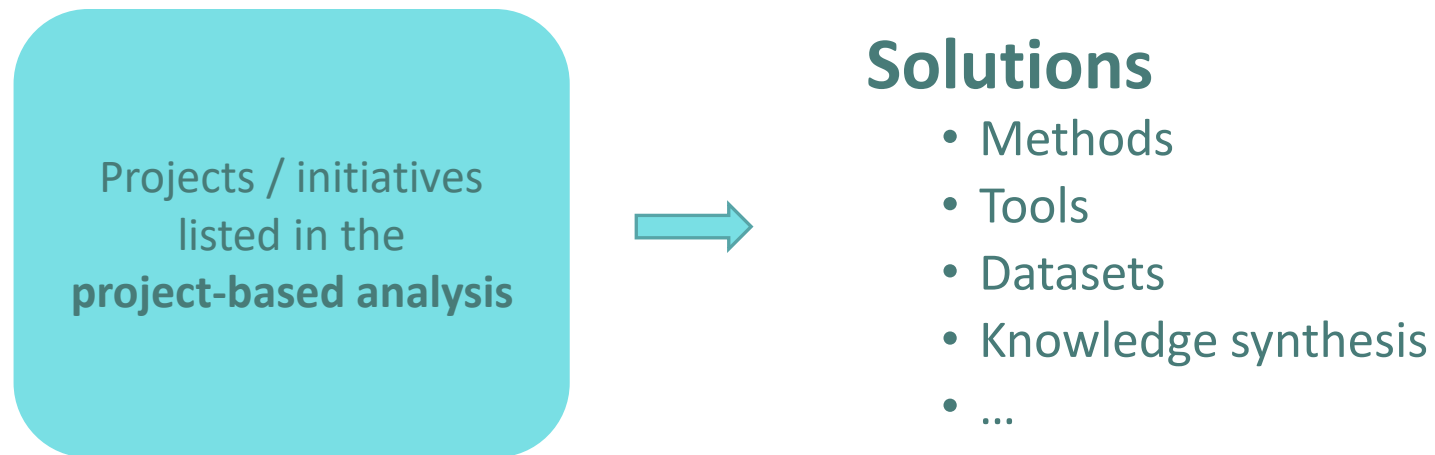 Projects / initiatives
listed in the
project-based analysis
Solutions
• Methods
• Tools
• Datasets
• Knowledge synthesis
• ...